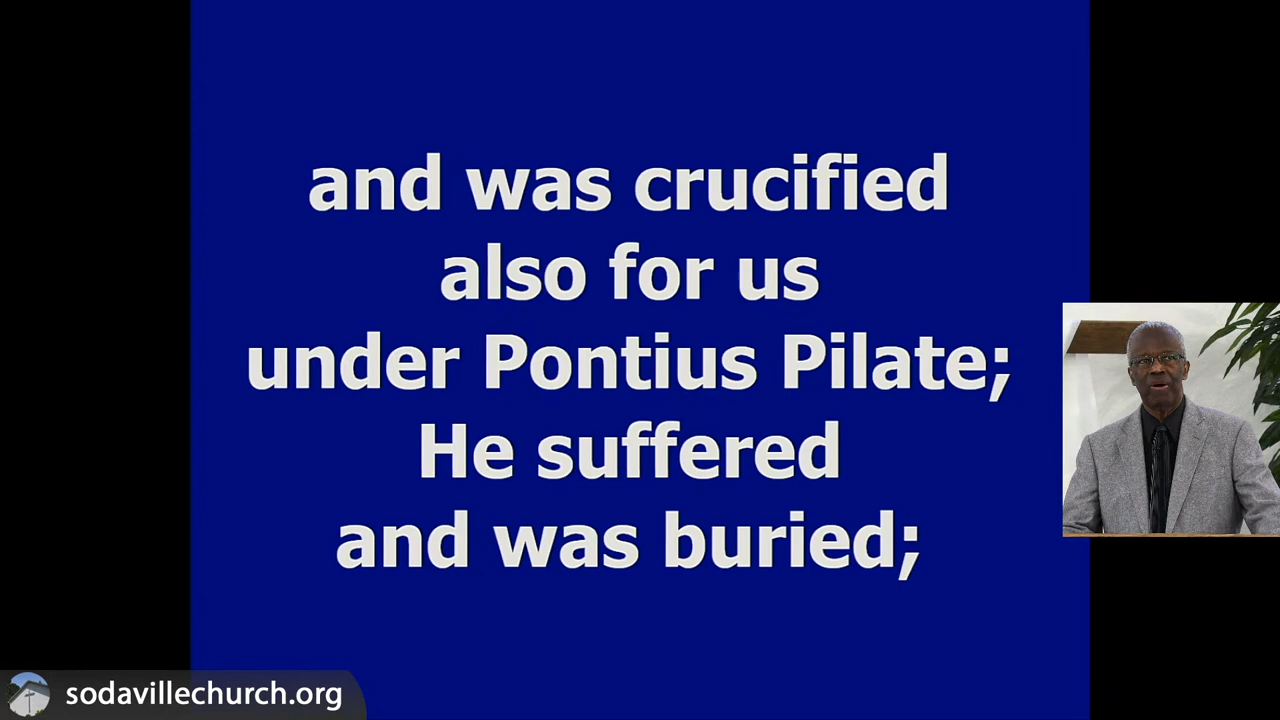 and was crucified
also for us
under Pontius Pilate;
He suffered
and was buried;
sodavillechurch.org